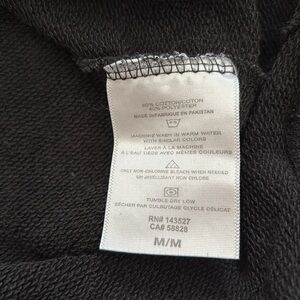 60% COTTON/COTON
40% POLYESTER
MADE IN/FABRIQUE EN PAKISTAN
MACHINE WASH IN WARM WATER
WITH SIMILAR COLORS
LAVER À LA MACHINE
A L'EAU TIEDE AVEC MÊMES COULEURS
ONLY NON-CHLORINE BLEACH WHEN NEEDED
UN JAVELLISANT NON CHLORE
TUMBLE DRY LOW
SÉCHER PAR CULBUTAGE CYCLE DÉLICAT
RN# 143527
CA# 58828
M/M